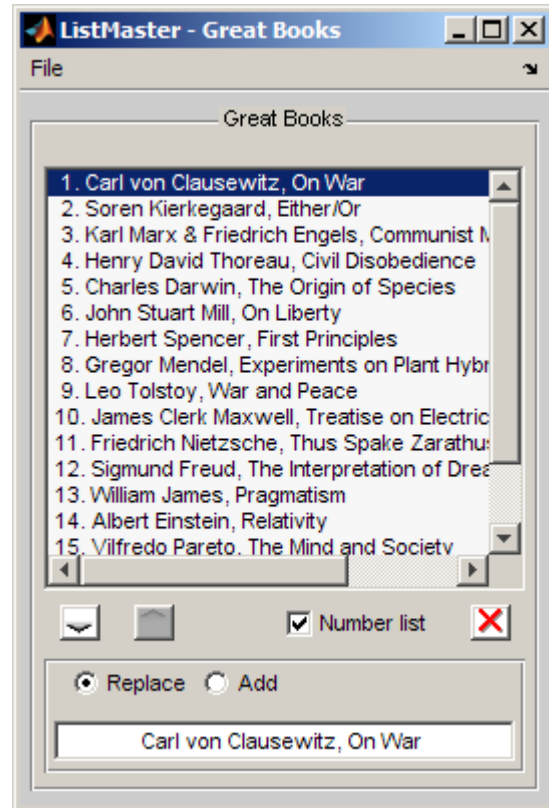 ListMaster - Great Books
File
Great Books
1. Carl von Clausewitz, On War
2. Soren Kierkegaard, Either/Or
3. Karl Marx & Friedrich Engels, Communist
4. Henry David Thoreau, Civil Disobedience
5. Charles Darwin, The Origin of Species
6. John Stuart Mill, On Liberty
7. Herbert Spencer, First Principles
8. Gregor Mendel, Experiments on Plant Hybr
9. Leo Tolstoy, War and Peace
10. James Clerk Maxwell, Treatise on Electric
11. Friedrich Nietzsche, Thus Spake Zarathu
12. Sigmund Freud, The Interpretation of Drea
13. William James, Pragmatism
14. Albert Einstein, Relativity
15. Vilfredo Pareto, The Mind and Society
Number list
Replace Add
Carl von Clausewitz, On War